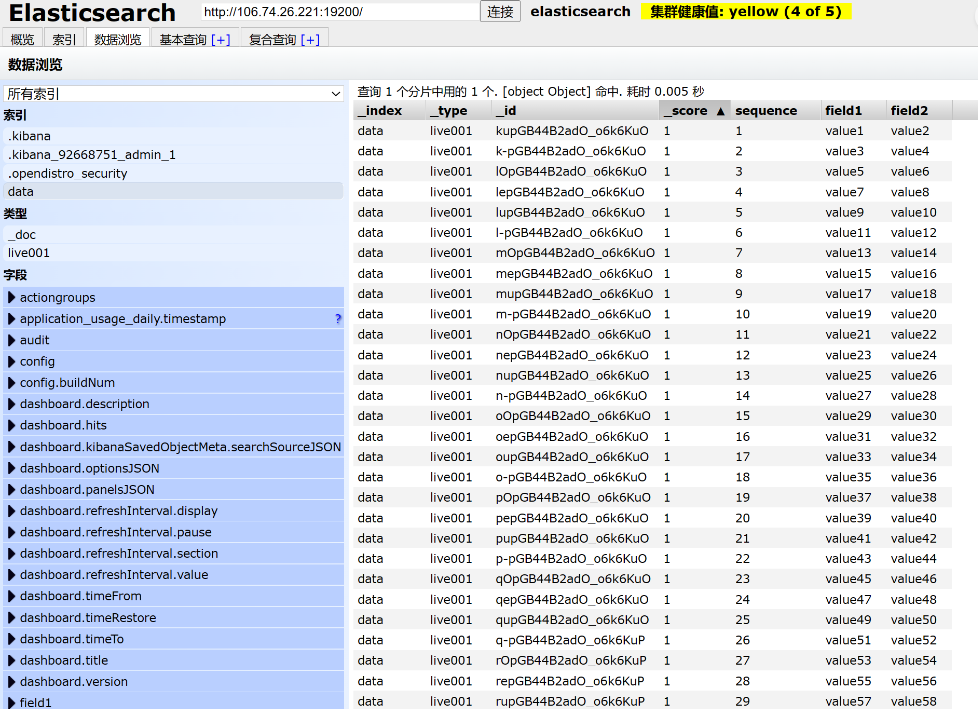 Elasticsearch http://106.74.26.221:19200/ 连接 elasticsearch 集群健康值: yellow (4 of 5)
概览 索引 数据浏览 基本查询 [+] 复合查询 [+]
数据浏览
所有索引
索引
.kibana
.kibana_92668751_admin_1
.opendistro_security
data
类型
_doc
live001
字段
actiongroups
application_usage_daily.timestamp ?
audit
config
config.buildNum
dashboard.description
dashboard.hits
dashboard.kibanaSavedObjectMeta.searchSourceJSON
dashboard.optionsJSON
dashboard.panelsJSON
dashboard.refreshInterval.display
dashboard.refreshInterval.pause
dashboard.refreshInterval.section
dashboard.refreshInterval.value
dashboard.timeFrom
dashboard.timeRestore
dashboard.timeTo
dashboard.title
dashboard.version
field1
查询 1 个分片中用的 1 个. [object Object] 命中. 耗时 0.005 秒
_index _type _id _score ▲ sequence field1 field2
data live001 kupGB44B2adO_o6k6KuO 1 1 value1 value2
data live001 k-pGB44B2adO_o6k6KuO 1 2 value3 value4
data live001 lOpGB44B2adO_o6k6KuO 1 3 value5 value6
data live001 lepGB44B2adO_o6k6KuO 1 4 value7 value8
data live001 lupGB44B2adO_o6k6KuO 1 5 value9 value10
data live001 l-pGB44B2adO_o6k6KuO 1 6 value11 value12
data live001 mOpGB44B2adO_o6k6KuO 1 7 value13 value14
data live001 mepGB44B2adO_o6k6KuO 1 8 value15 value16
data live001 mupGB44B2adO_o6k6KuO 1 9 value17 value18
data live001 m-pGB44B2adO_o6k6KuO 1 10 value19 value20
data live001 nOpGB44B2adO_o6k6KuO 1 11 value21 value22
data live001 nepGB44B2adO_o6k6KuO 1 12 value23 value24
data live001 nupGB44B2adO_o6k6KuO 1 13 value25 value26
data live001 n-pGB44B2adO_o6k6KuO 1 14 value27 value28
data live001 oOpGB44B2adO_o6k6KuO 1 15 value29 value30
data live001 oepGB44B2adO_o6k6KuO 1 16 value31 value32
data live001 oupGB44B2adO_o6k6KuO 1 17 value33 value34
data live001 o-pGB44B2adO_o6k6KuO 1 18 value35 value36
data live001 pOpGB44B2adO_o6k6KuO 1 19 value37 value38
data live001 pepGB44B2adO_o6k6KuO 1 20 value39 value40
data live001 pupGB44B2adO_o6k6KuO 1 21 value41 value42
data live001 p-pGB44B2adO_o6k6KuO 1 22 value43 value44
data live001 qOpGB44B2adO_o6k6KuO 1 23 value45 value46
data live001 qepGB44B2adO_o6k6KuO 1 24 value47 value48
data live001 qupGB44B2adO_o6k6KuO 1 25 value49 value50
data live001 q-pGB44B2adO_o6k6KuP 1 26 value51 value52
data live001 rOpGB44B2adO_o6k6KuP 1 27 value53 value54
data live001 repGB44B2adO_o6k6KuP 1 28 value55 value56
data live001 rupGB44B2adO_o6k6KuP 1 29 value57 value58